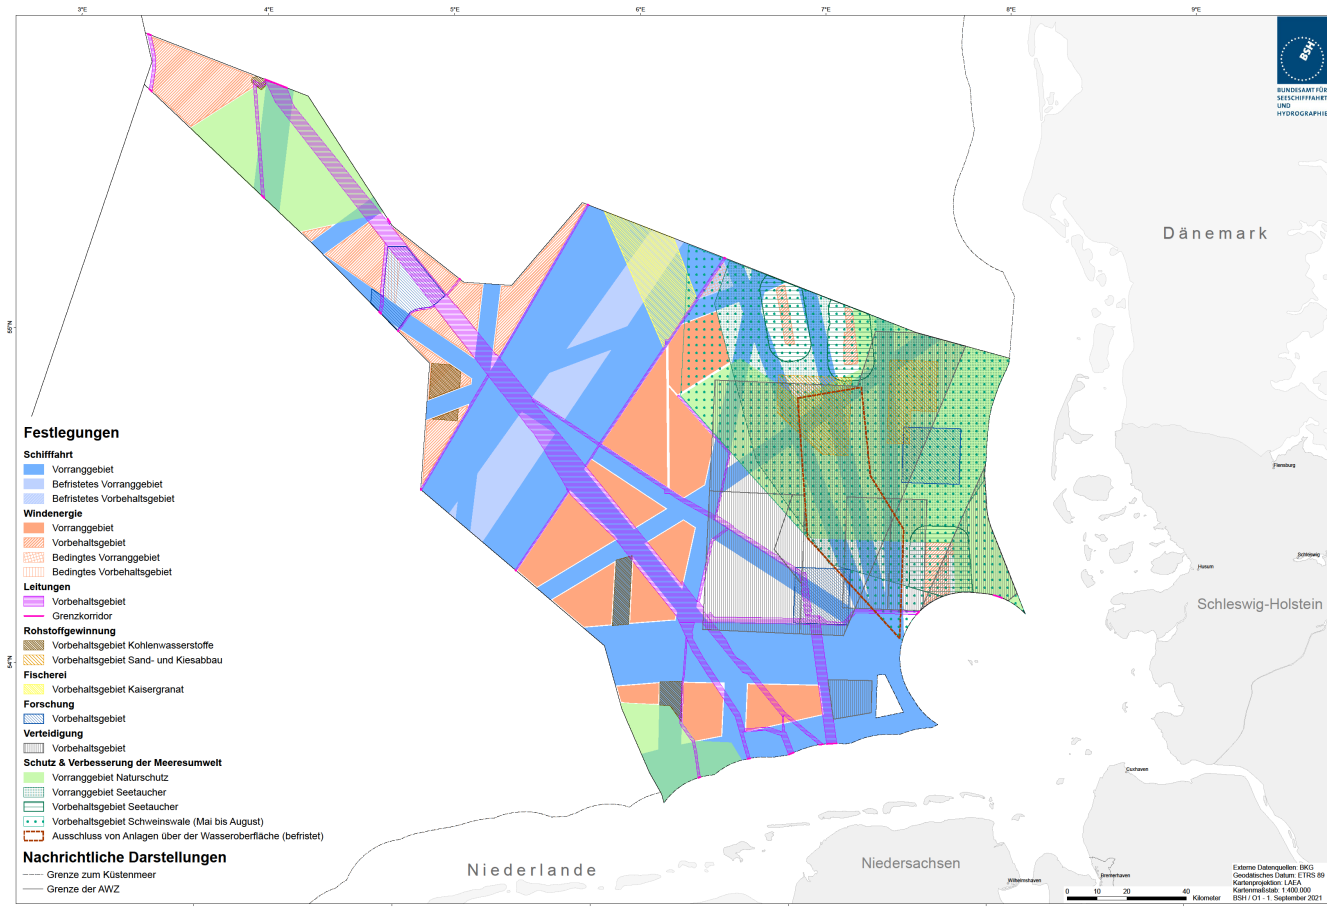 3°E 4°E 5°E 6°E 7°E 8°E 9°E
BSH
BUNDESAMT FÜR
SEESCHIFFFAHRT
UND
HYDROGRAPHIE
Dänemark
55°N
Festlegungen
Schifffahrt
Vorranggebiet
Befristetes Vorranggebiet
Befristetes Vorbehaltsgebiet
Windenergie
Vorranggebiet
Vorbehaltsgebiet
Bedingtes Vorranggebiet
Bedingtes Vorbehaltsgebiet
Leitungen
Vorbehaltsgebiet
Grenzkorridor
Rohstoffgewinnung
Vorbehaltsgebiet Kohlenwasserstoffe
Vorbehaltsgebiet Sand- und Kiesabbau
Fischerei
Vorbehaltsgebiet Kaisergranat
Forschung
Vorbehaltsgebiet
Verteidigung
Vorbehaltsgebiet
Schutz & Verbesserung der Meeresumwelt
Vorranggebiet Naturschutz
Vorranggebiet Seetaucher
Vorbehaltsgebiet Seetaucher
Vorbehaltsgebiet Schweinswale (Mai bis August)
Ausschluss von Anlagen über der Wasseroberfläche (befristet)
Nachrichtliche Darstellungen
Grenze zum Küstenmeer
Grenze der AWZ
54°N
Flensburg
Schleswig
Husum
Schleswig-Holstein
Cuxhaven
Niederlande
Niedersachsen
Wilhelmshaven
Bremerhaven
0 10 20 40 Kilometer
Externe Datenquellen: BKG
Geodätisches Datum: ETRS 89
Kartenprojektion: LAEA
Kartenmaßstab: 1:400.000
BSH / O1 - 1. September 2021